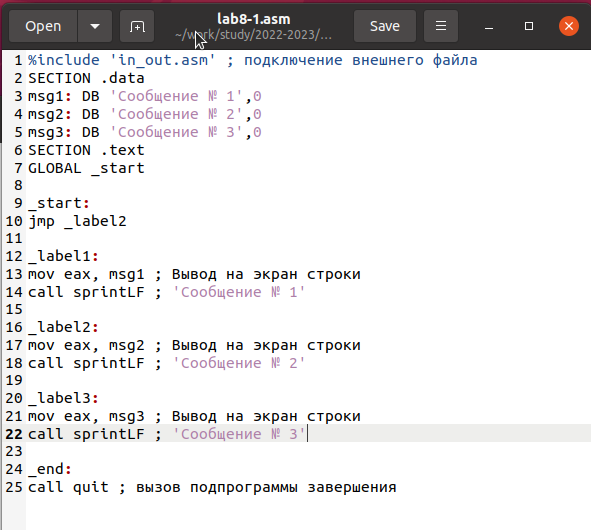 Open
lab8-1.asm
~/work/study/2022-2023/…
Save
1 %include 'in_out.asm' ; подключение внешнего файла
2 SECTION .data
3 msg1: DB 'Сообщение № 1',0
4 msg2: DB 'Сообщение № 2',0
5 msg3: DB 'Сообщение № 3',0
6 SECTION .text
7 GLOBAL _start
8
9 _start:
10 jmp _label2
11
12 _label1:
13 mov eax, msg1 ; Вывод на экран строки
14 call sprintLF ; 'Сообщение № 1'
15
16 _label2:
17 mov eax, msg2 ; Вывод на экран строки
18 call sprintLF ; 'Сообщение № 2'
19
20 _label3:
21 mov eax, msg3 ; Вывод на экран строки
22 call sprintLF ; 'Сообщение № 3'
23
24 _end:
25 call quit ; вызов подпрограммы завершения